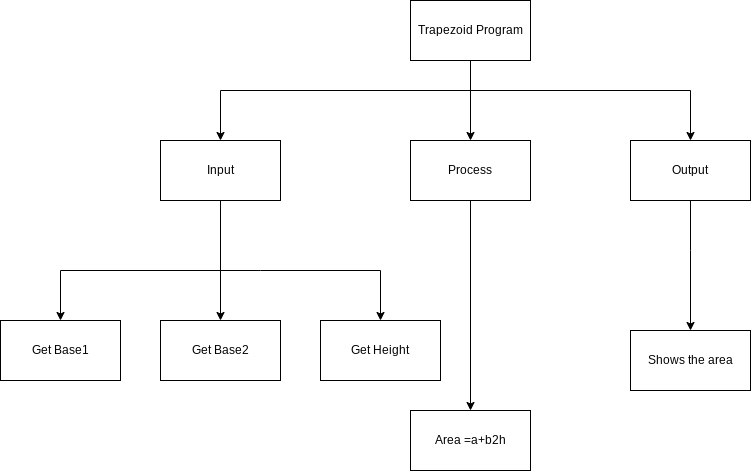 Trapezoid Program
Input
Process
Output
Get Base1
Get Base2
Get Height
Shows the area
Area =a+b2h